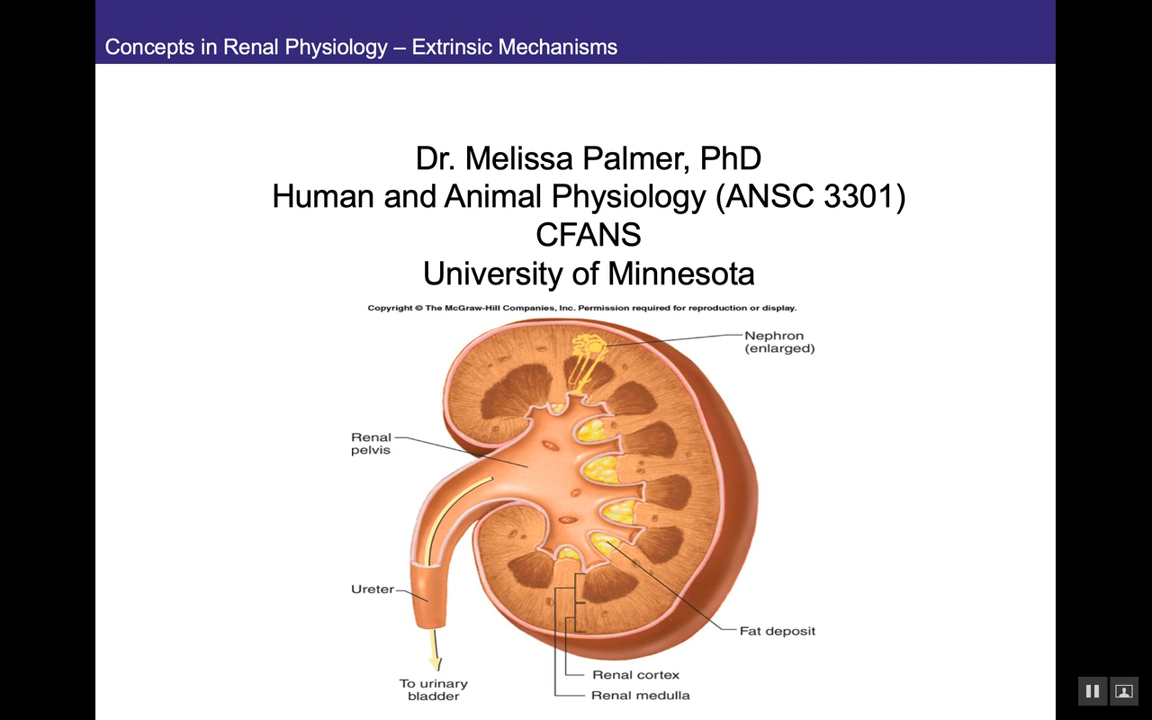 Concepts in Renal Physiology – Extrinsic Mechanisms
Dr. Melissa Palmer, PhD
Human and Animal Physiology (ANSC 3301)
CFANS
University of Minnesota
Copyright © The McGraw-Hill Companies, Inc. Permission required for reproduction or display.
Nephron
(enlarged)
Renal
pelvis
Ureter
Fat deposit
To urinary
bladder
Renal cortex
Renal medulla